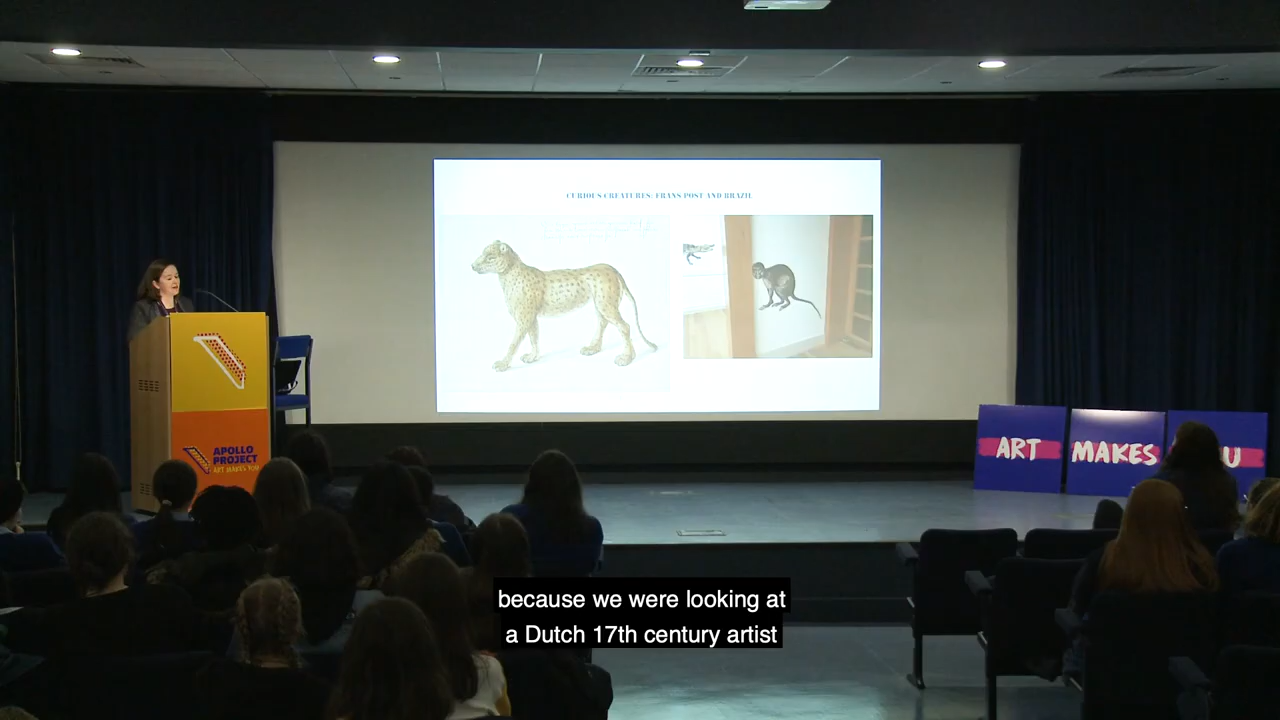 CURIOUS CREATURES: FRANS POST AND BRAZIL
APOLLO
PROJECT
ART MAKES YOU
ART
MAKES
U
because we were looking at
a Dutch 17th century artist